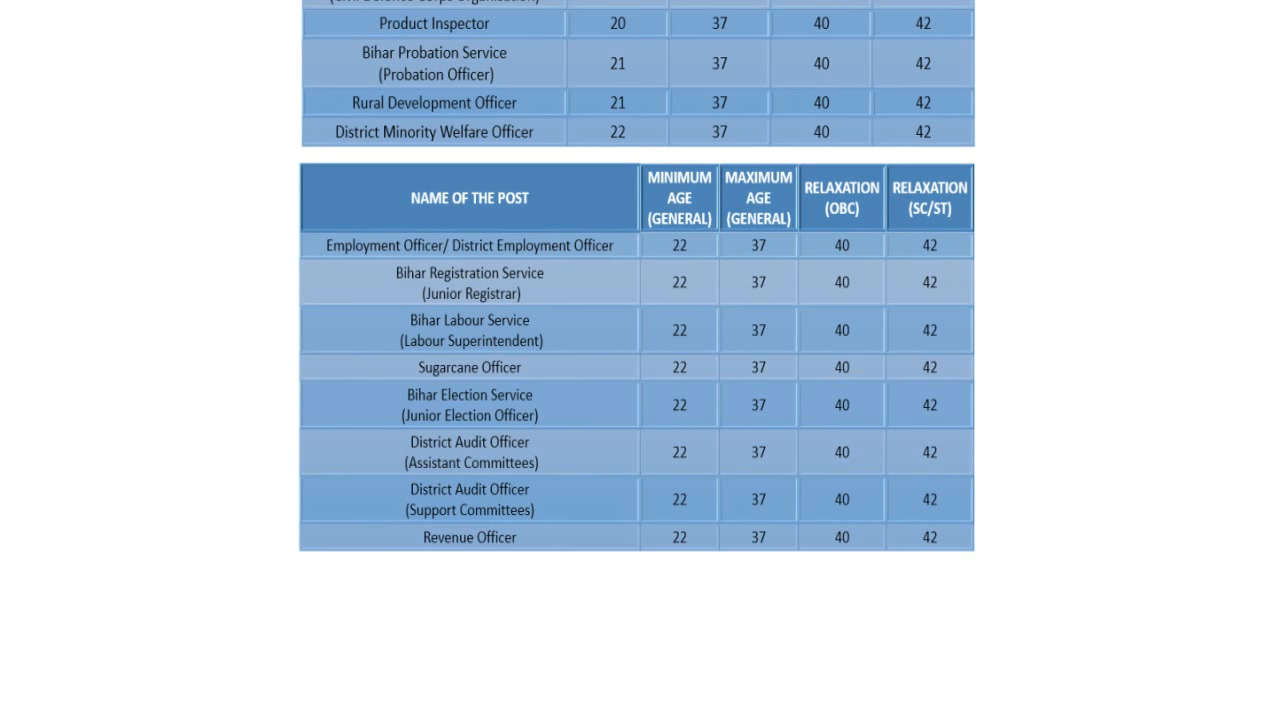 Product Inspector 20 37 40 42
Bihar Probation Service
(Probation Officer) 21 37 40 42
Rural Development Officer 21 37 40 42
District Minority Welfare Officer 22 37 40 42
NAME OF THE POST MINIMUM AGE (GENERAL) MAXIMUM AGE (GENERAL) RELAXATION (OBC) RELAXATION (SC/ST)
Employment Officer/ District Employment Officer 22 37 40 42
Bihar Registration Service
(Junior Registrar) 22 37 40 42
Bihar Labour Service
(Labour Superintendent) 22 37 40 42
Sugarcane Officer 22 37 40 42
Bihar Election Service
(Junior Election Officer) 22 37 40 42
District Audit Officer
(Assistant Committees) 22 37 40 42
District Audit Officer
(Support Committees) 22 37 40 42
Revenue Officer 22 37 40 42